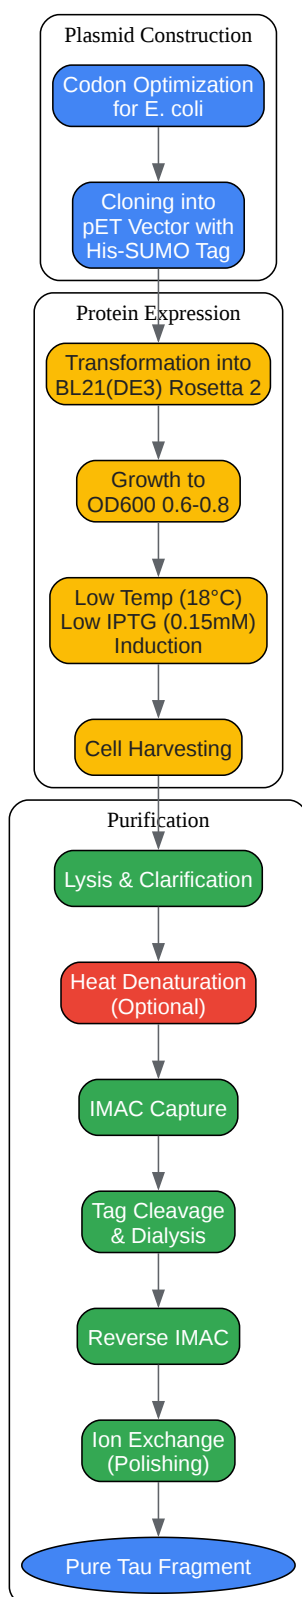 Plasmid Construction
Codon Optimization
for E. coli
Cloning into
pET Vector with
His-SUMO Tag
Protein Expression
Transformation into
BL21(DE3) Rosetta 2
Growth to
OD600 0.6-0.8
Low Temp (18°C)
Low IPTG (0.15mM)
Induction
Cell Harvesting
Purification
Lysis & Clarification
Heat Denaturation
(Optional)
IMAC Capture
Tag Cleavage
& Dialysis
Reverse IMAC
Ion Exchange
(Polishing)
Pure Tau Fragment